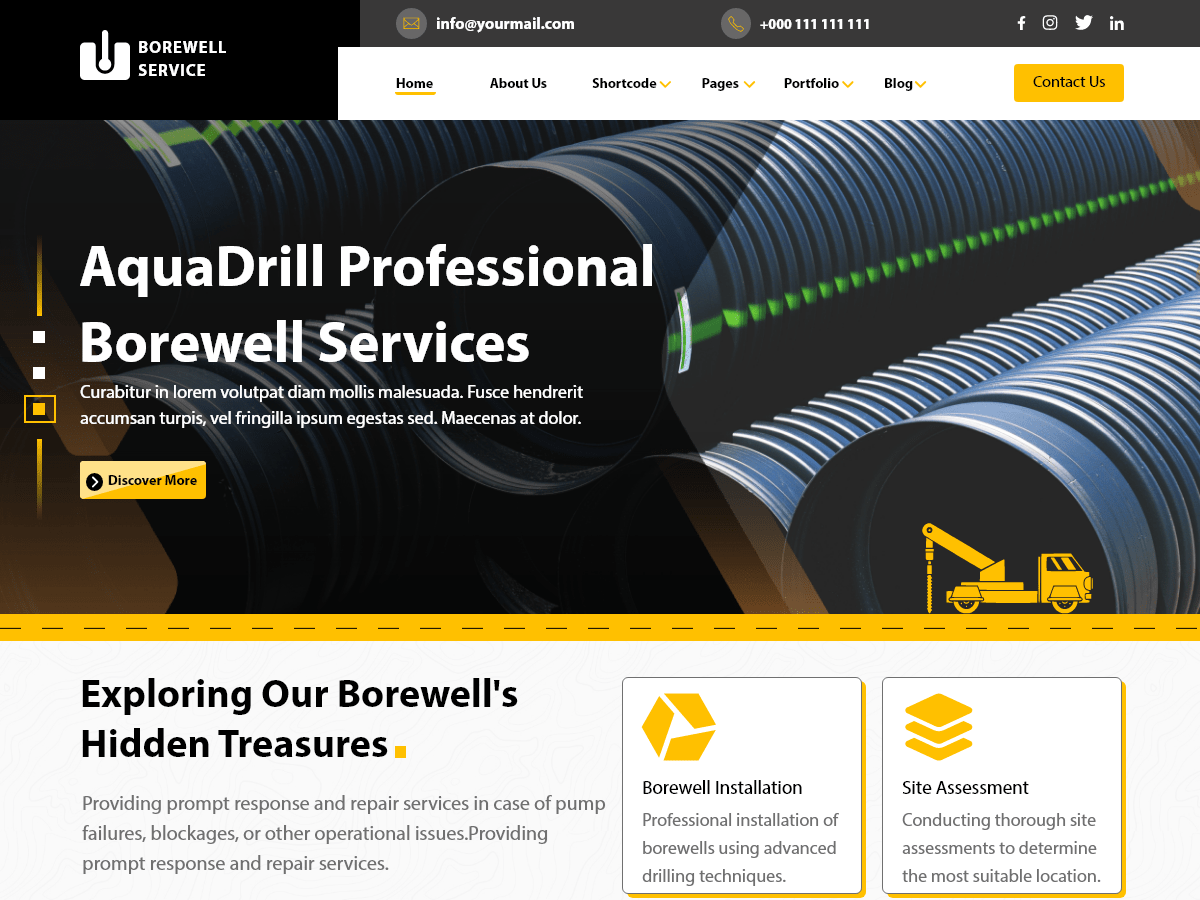 BOREWELL
SERVICE
info@yourmail.com
+000 111 111 111
Home
About Us
Shortcode
Pages
Portfolio
Blog
Contact Us
AquaDrill Professional
Borewell Services
Curabitur in lorem volutpat diam mollis malesuada. Fusce hendrerit
accumsan turpis, vel fringilla ipsum egestas sed. Maecenas at dolor.
Discover More
Exploring Our Borewell's
Hidden Treasures
Providing prompt response and repair services in case of pump
failures, blockages, or other operational issues.Providing
prompt response and repair services.
Borewell Installation
Professional installation of
borewells using advanced
drilling techniques.
Site Assessment
Conducting thorough site
assessments to determine
the most suitable location.